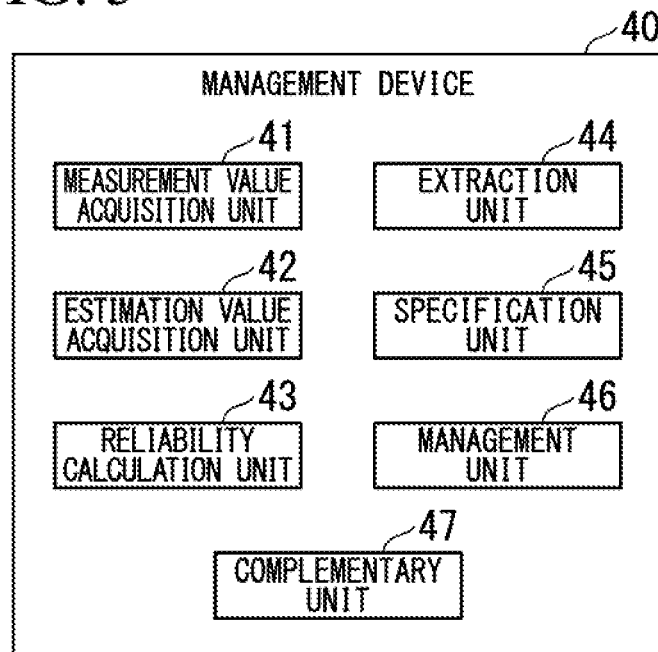 40
MANAGEMENT DEVICE
41
MEASUREMENT VALUE
ACQUISITION UNIT
44
EXTRACTION
UNIT
42
ESTIMATION VALUE
ACQUISITION UNIT
45
SPECIFICATION
UNIT
43
RELIABILITY
CALCULATION UNIT
46
MANAGEMENT
UNIT
47
COMPLEMENTARY
UNIT